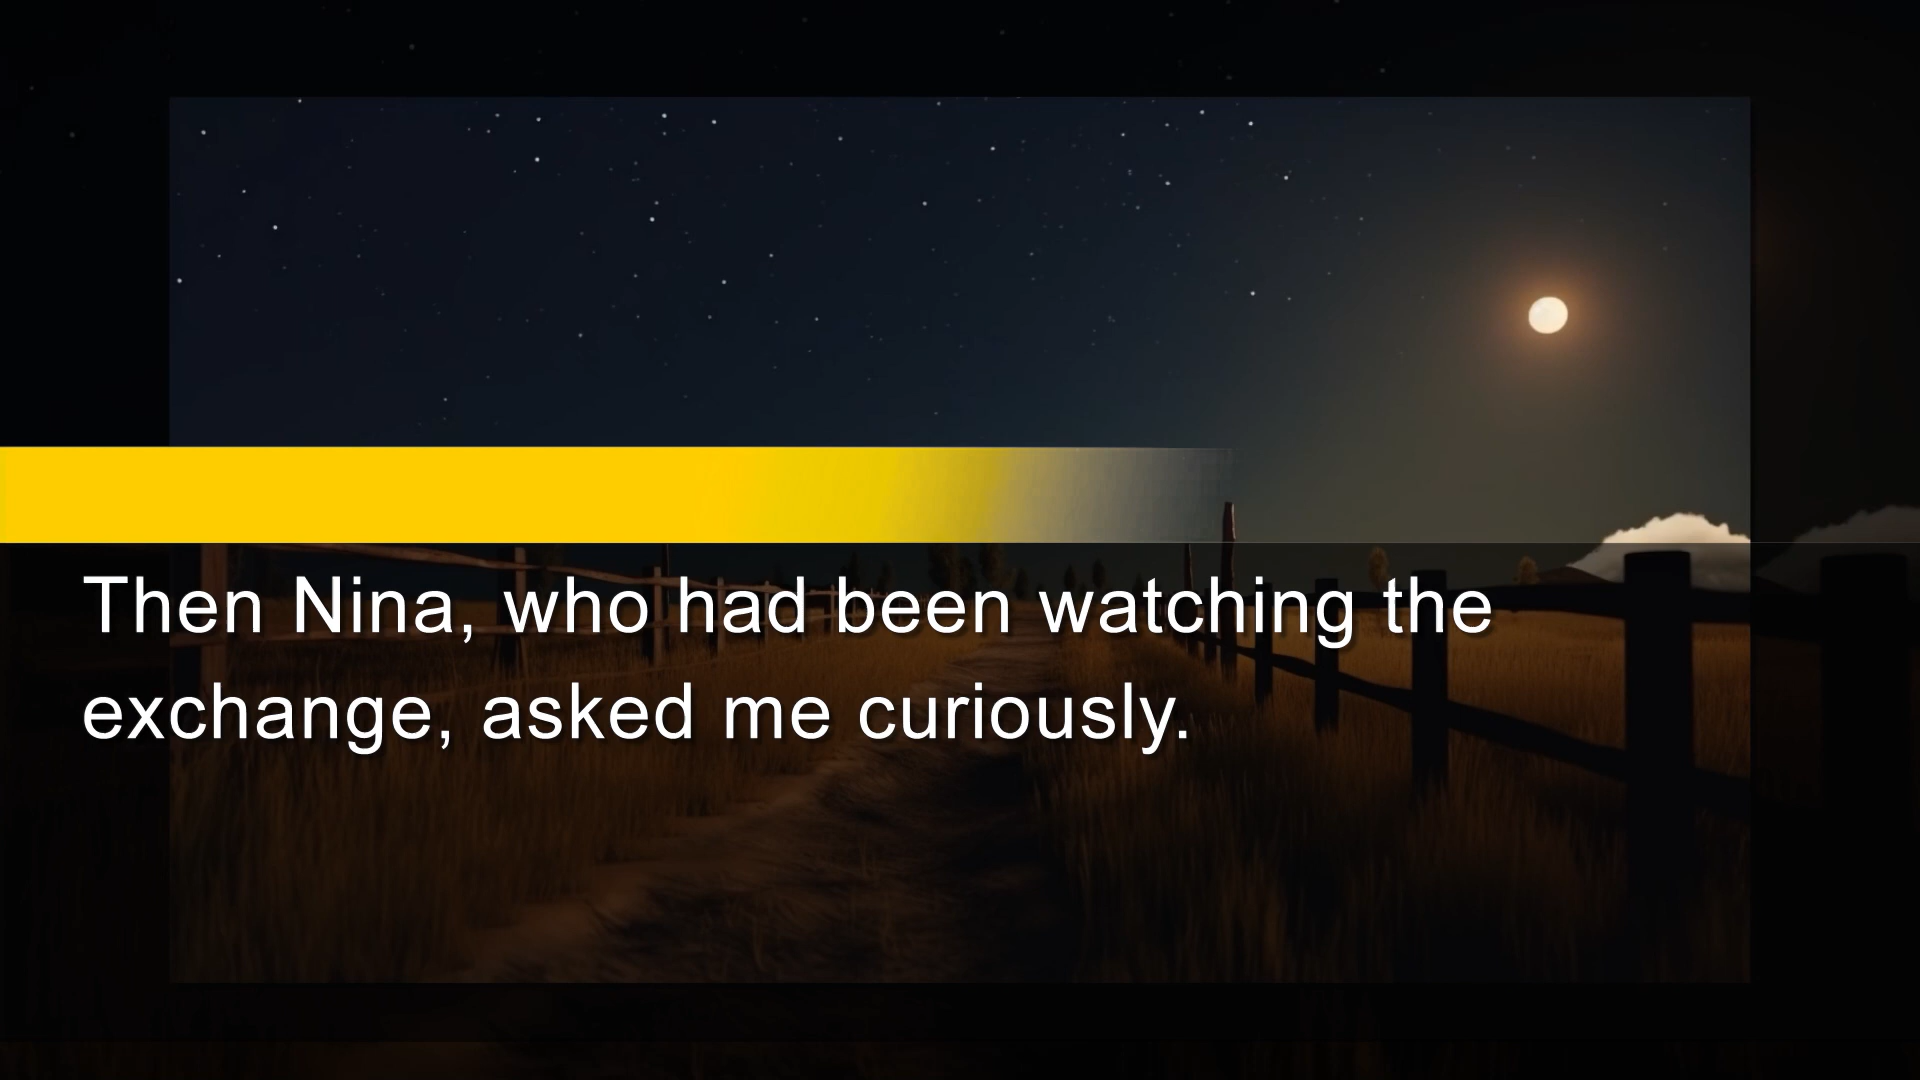 Then Nina, who had been watching the
exchange, asked me curiously.